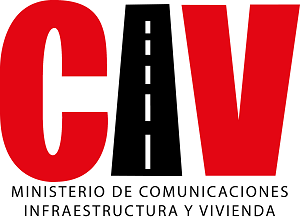 CIV
MINISTERIO DE COMUNICACIONES
INFRAESTRUCTURA Y VIVIENDA